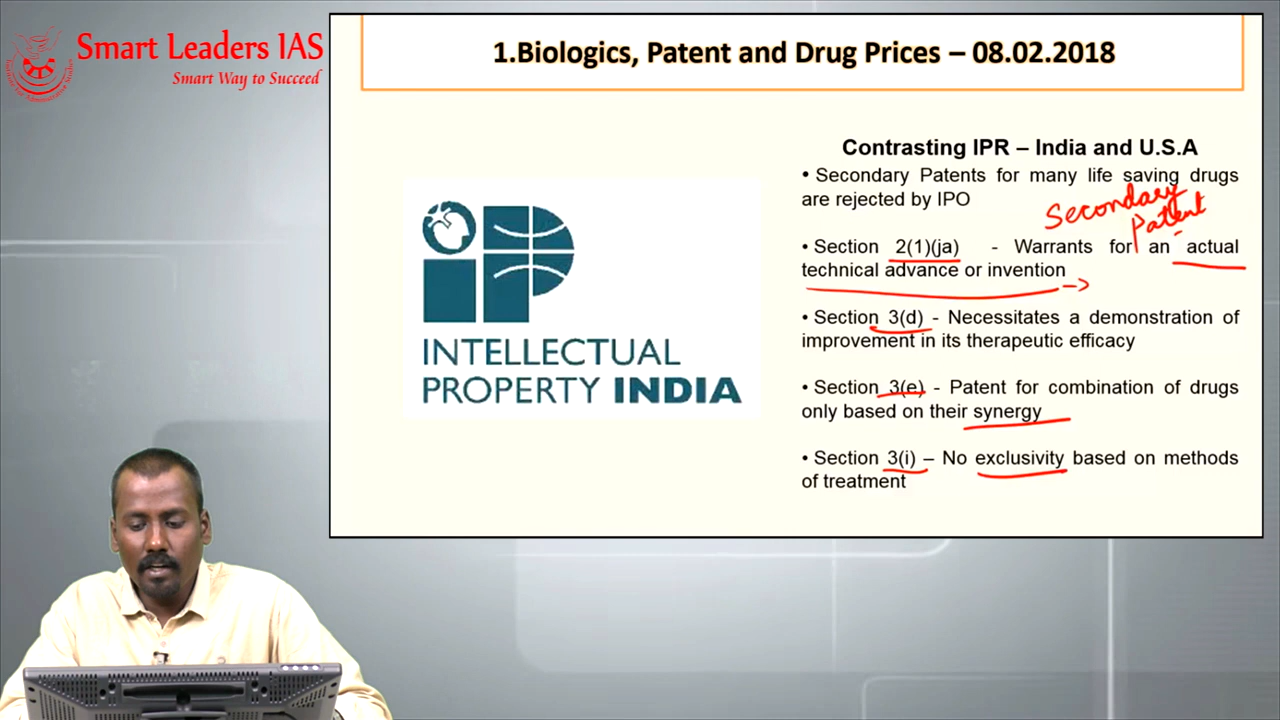 Smart Leaders IAS
Smart Way to Succeed
1.Biologics, Patent and Drug Prices – 08.02.2018
Contrasting IPR – India and U.S.A
• Secondary Patents for many life saving drugs
are rejected by IPO
Secondary
Patent
• Section 2(1)(ja) - Warrants for an actual
technical advance or invention
• Section 3(d) - Necessitates a demonstration of
improvement in its therapeutic efficacy
• Section 3(e) - Patent for combination of drugs
only based on their synergy
• Section 3(i) – No exclusivity based on methods
of treatment
iP
INTELLECTUAL
PROPERTY INDIA